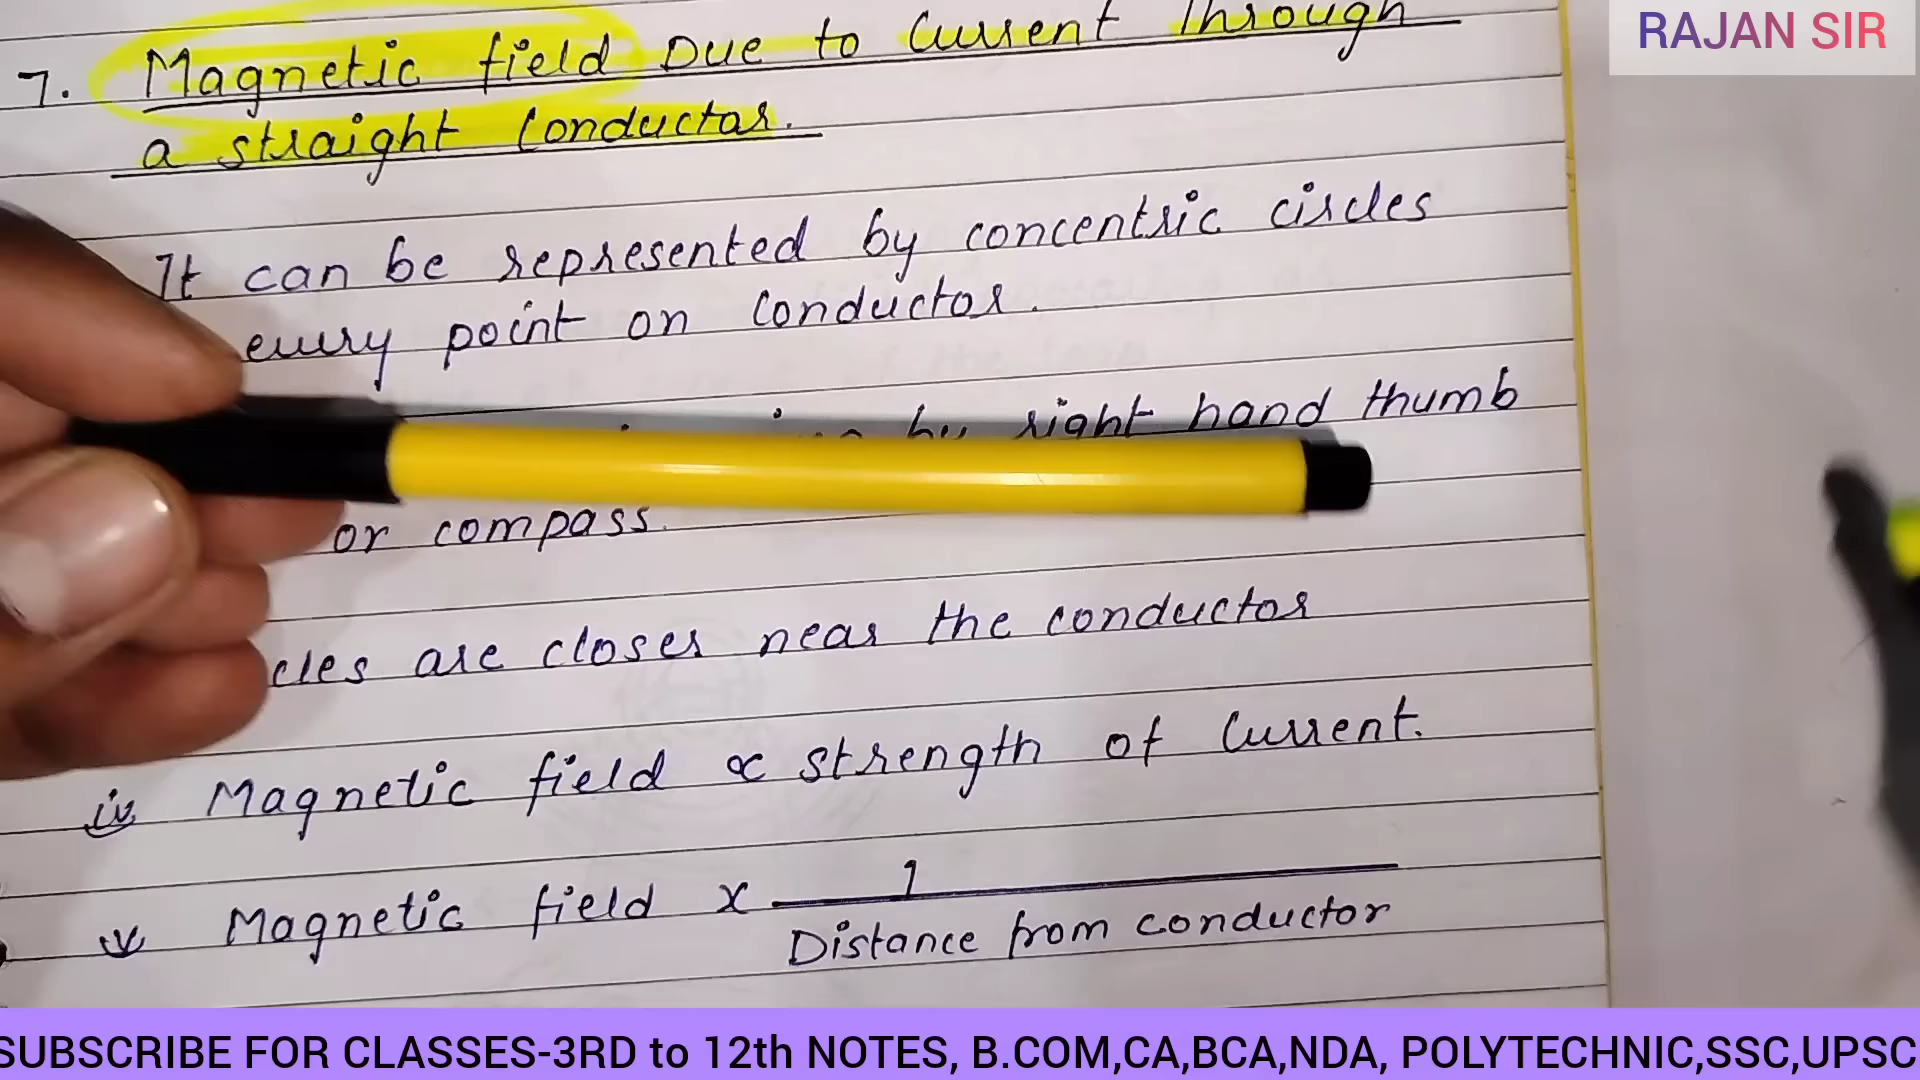 RAJAN SIR
7. Magnetic field Due to Current Through
a straight Conductor.
It can be represented by concentric circles
every point on conductor.
by right hand thumb
or compass.
cles are closer near the conductor
iv Magnetic field ∝ strength of Current.
v Magnetic field ∝ 1
Distance from conductor
SUBSCRIBE FOR CLASSES-3RD to 12th NOTES, B.COM,CA,BCA,NDA, POLYTECHNIC,SSC,UPSC